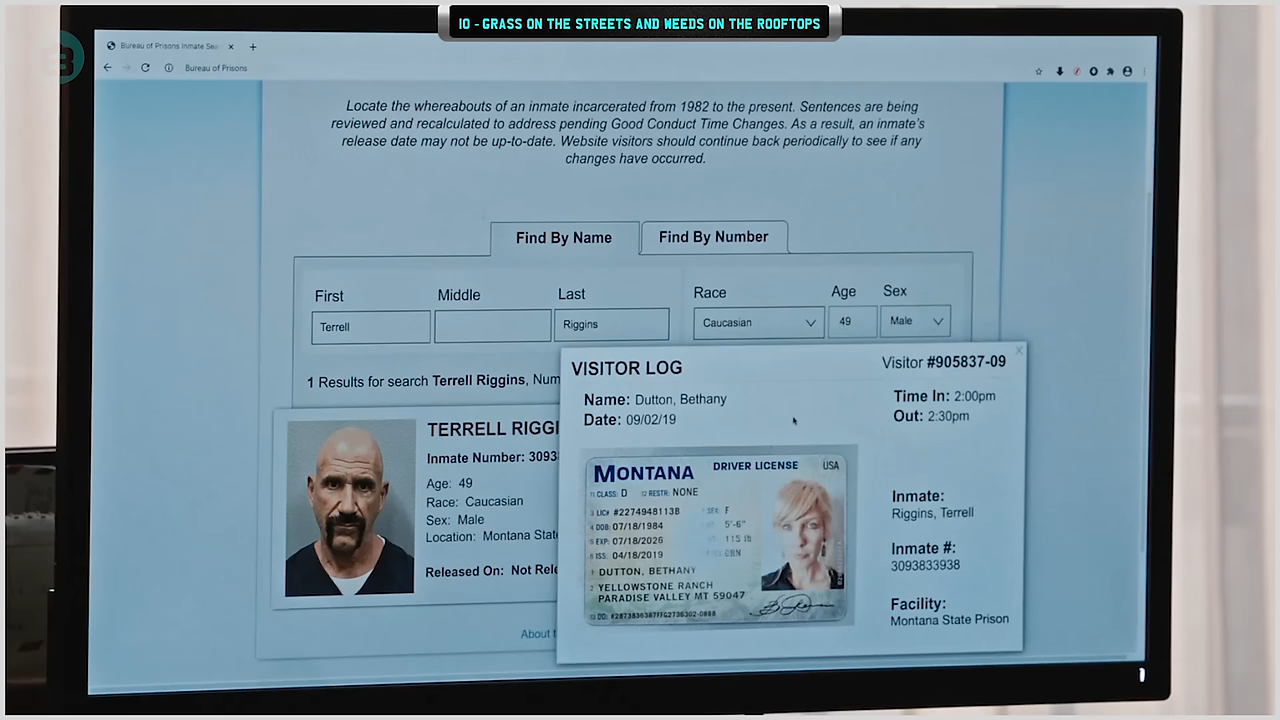 10 - GRASS ON THE STREETS AND WEEDS ON THE ROOFTOPS
Bureau of Prisons Inmate Sea
Bureau of Prisons
Locate the whereabouts of an inmate incarcerated from 1982 to the present. Sentences are being
reviewed and recalculated to address pending Good Conduct Time Changes. As a result, an inmate's
release date may not be up-to-date. Website visitors should continue back periodically to see if any
changes have occurred.
Find By Name
Find By Number
First
Middle
Last
Race
Age
Sex
Terrell
Riggins
Caucasian
49
Male
1 Results for search Terrell Riggins, Num
TERRELL RIGGI
Inmate Number: 3093
Age: 49
Race: Caucasian
Sex: Male
Location: Montana State
Released On: Not Rele
About t
VISITOR LOG
Visitor #905837-09
Name: Dutton, Bethany
Date: 09/02/19
Time In: 2:00pm
Out: 2:30pm
MONTANA DRIVER LICENSE USA
CLASS: D RESTR: NONE
LIC# #2274948113B SEX: F
DOB: 07/18/1984 5'-6"
EXP: 07/18/2026 115 lb
ISS: 04/18/2019 BRN
DUTTON, BETHANY
YELLOWSTONE RANCH
PARADISE VALLEY MT 59047
Inmate:
Riggins, Terrell
Inmate #:
3093833938
Facility:
Montana State Prison